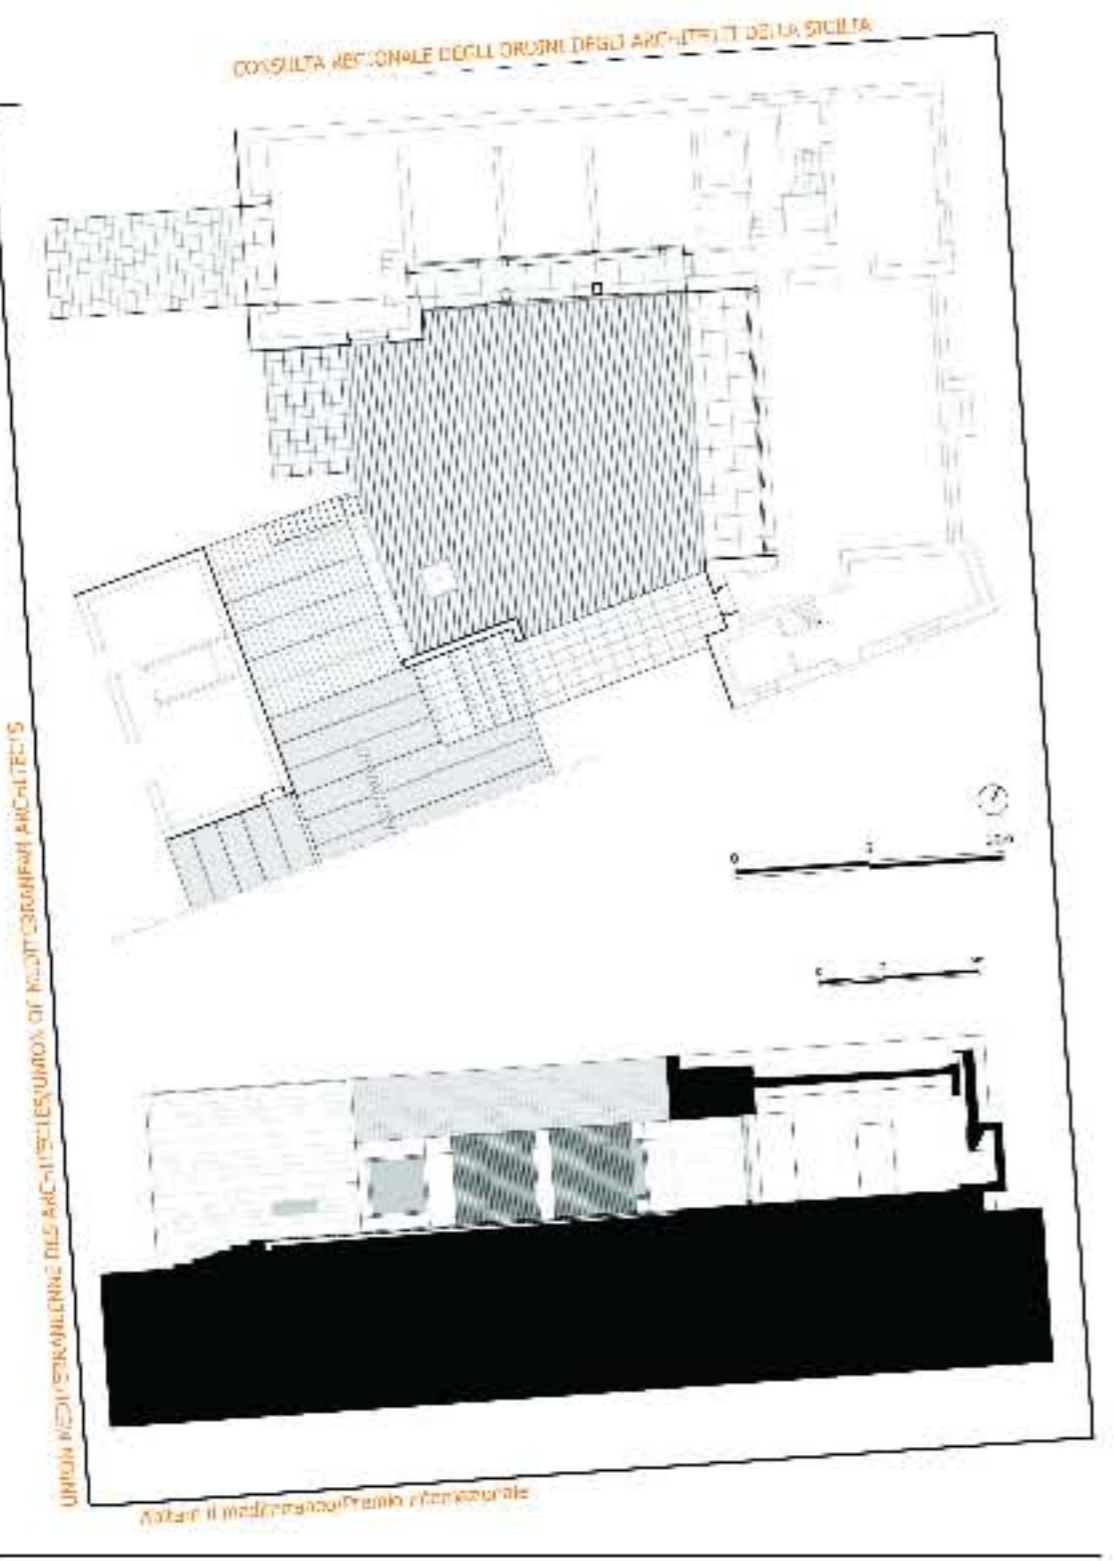 CONSULTA REGIONALE DEGLI ORDINI DEGLI ARCHITETTI DELLA SICILIA
UNION MEDITERRANEENNE DES ARCHITECTES/UNION OF MEDITERRANEAN ARCHITECTS
0
Abitare il mediterraneo/Premio internazionale